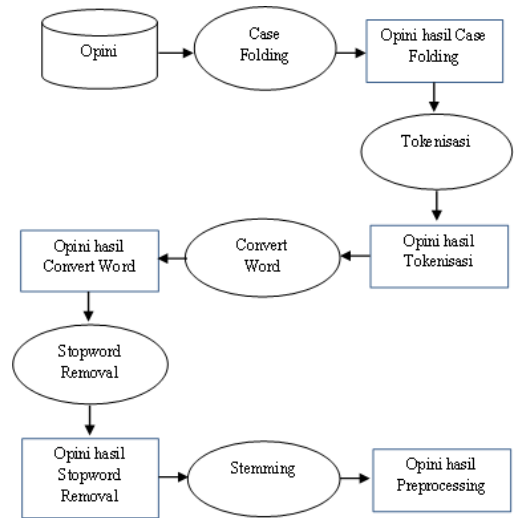 Opini
Case
Folding
Opini hasil Case
Folding
Tokenisasi
Opini hasil
Tokenisasi
Convert
Word
Opini hasil
Convert Word
Stopword
Removal
Opini hasil
Stopword
Removal
Stemming
Opini hasil
Preprocessing